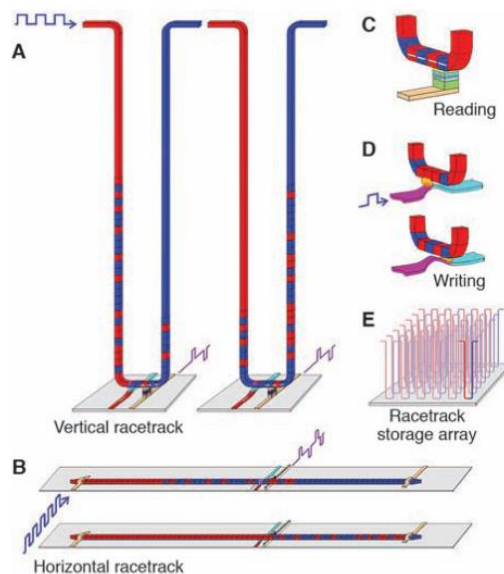 A
Vertical racetrack
B
Horizontal racetrack
C
Reading
D
Writing
E
Racetrack
storage array